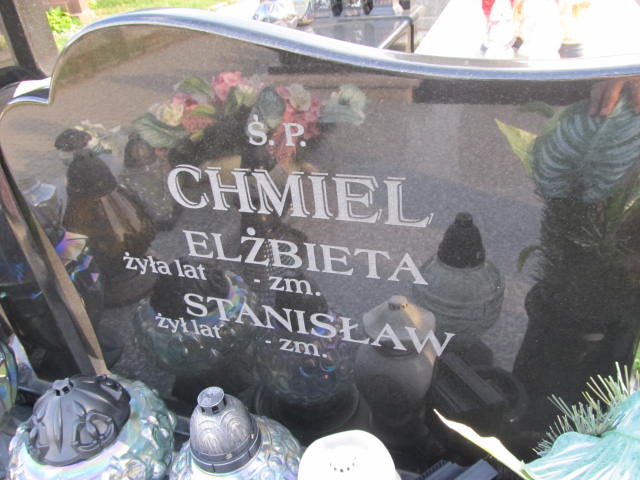 Ś. P.
CHMIEL
ELŻBIETA
żyła lat - zm.
STANISŁAW
żył lat - zm.